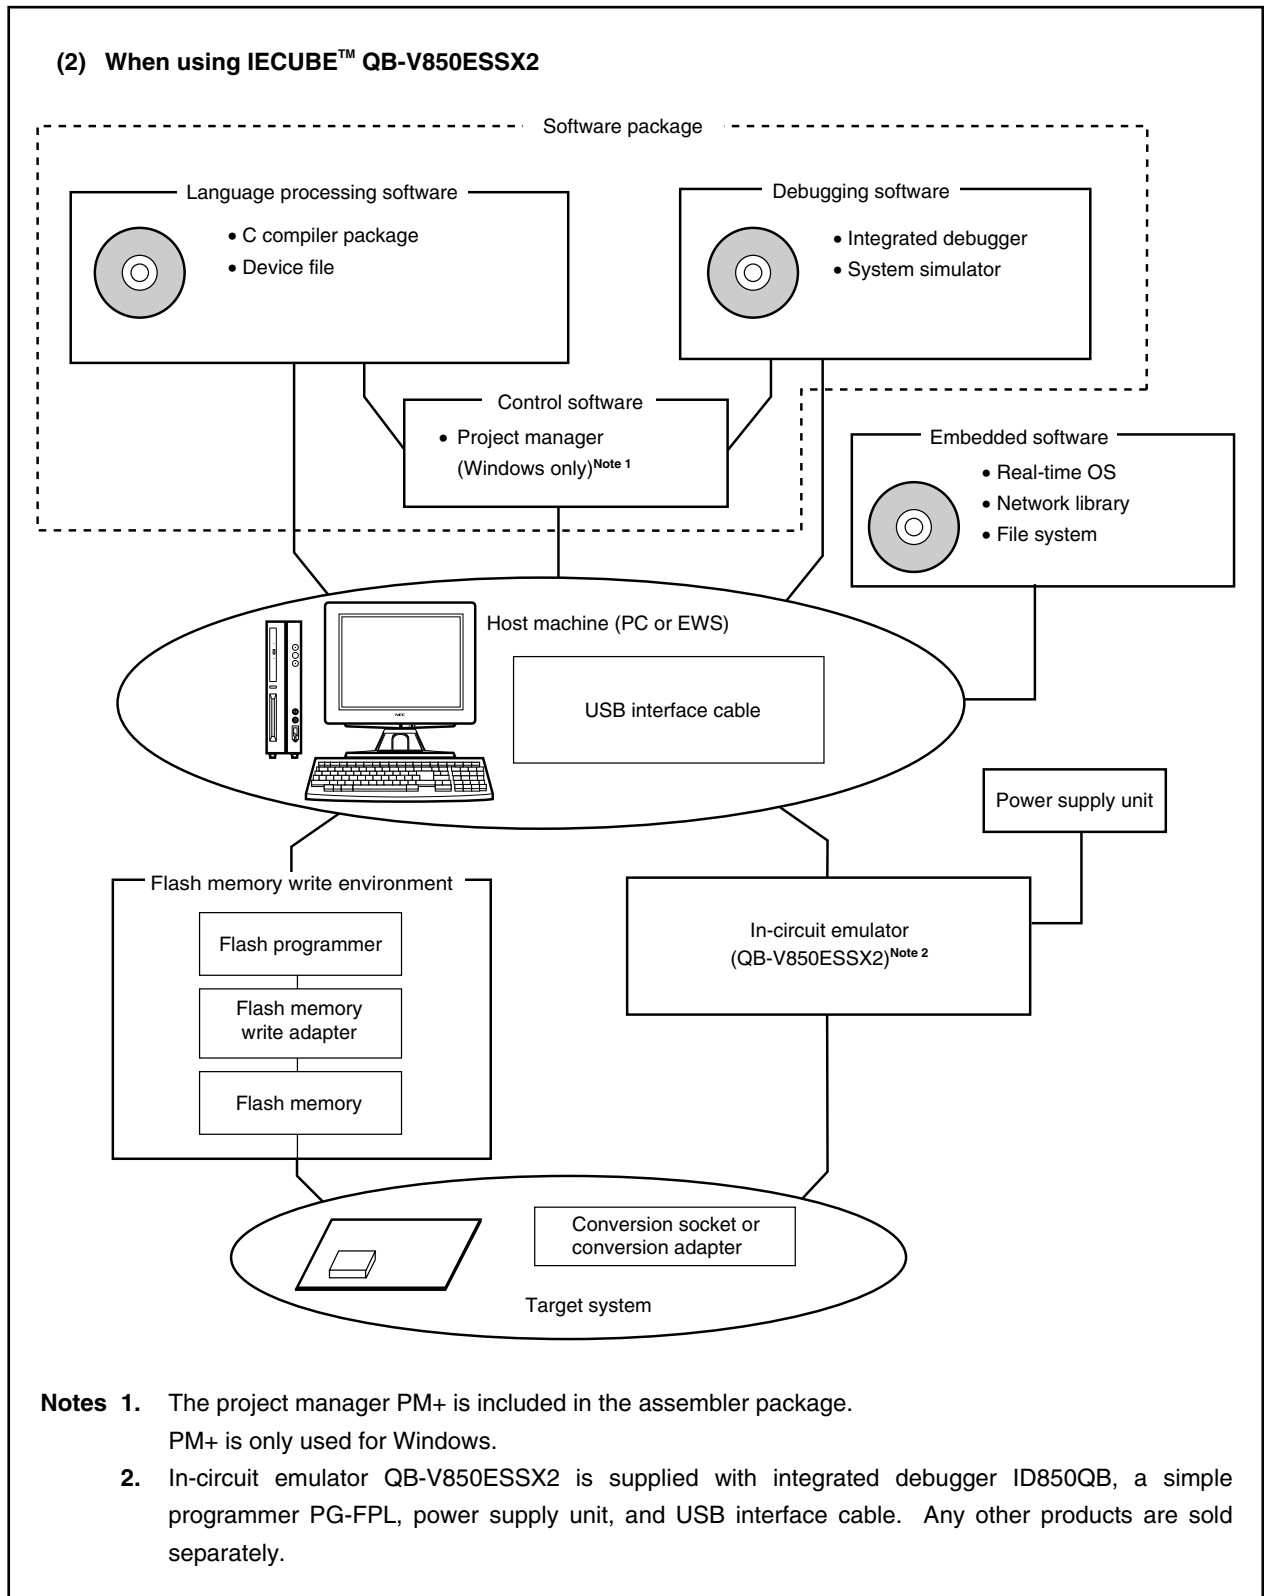 (2) When using IECUBE™ QB-V850ESSX2
Software package
Language processing software
• C compiler package
• Device file
Debugging software
• Integrated debugger
• System simulator
Control software
• Project manager
(Windows only)Note 1
Embedded software
• Real-time OS
• Network library
• File system
Host machine (PC or EWS)
USB interface cable
NEC
Power supply unit
Flash memory write environment
Flash programmer
Flash memory
write adapter
Flash memory
In-circuit emulator
(QB-V850ESSX2)Note 2
Conversion socket or
conversion adapter
Target system
Notes 1. The project manager PM+ is included in the assembler package.
PM+ is only used for Windows.
2. In-circuit emulator QB-V850ESSX2 is supplied with integrated debugger ID850QB, a simple
programmer PG-FPL, power supply unit, and USB interface cable. Any other products are sold
separately.